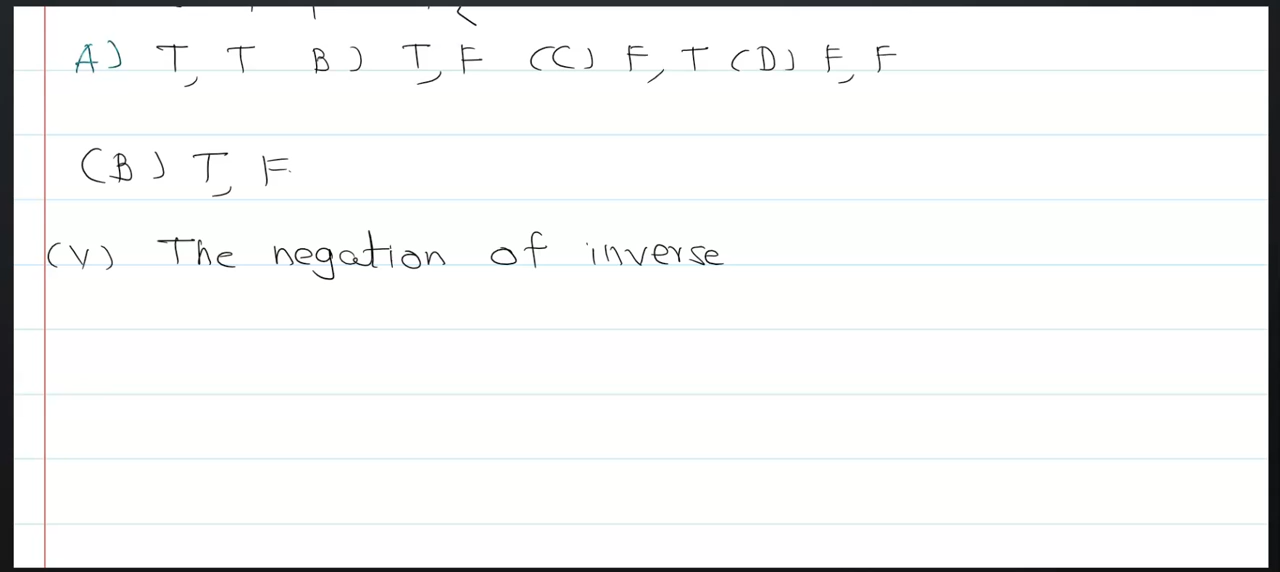 A) T, T B) T, F (C) F, T (D) F, F
(B) T, F
(V) The negation of inverse